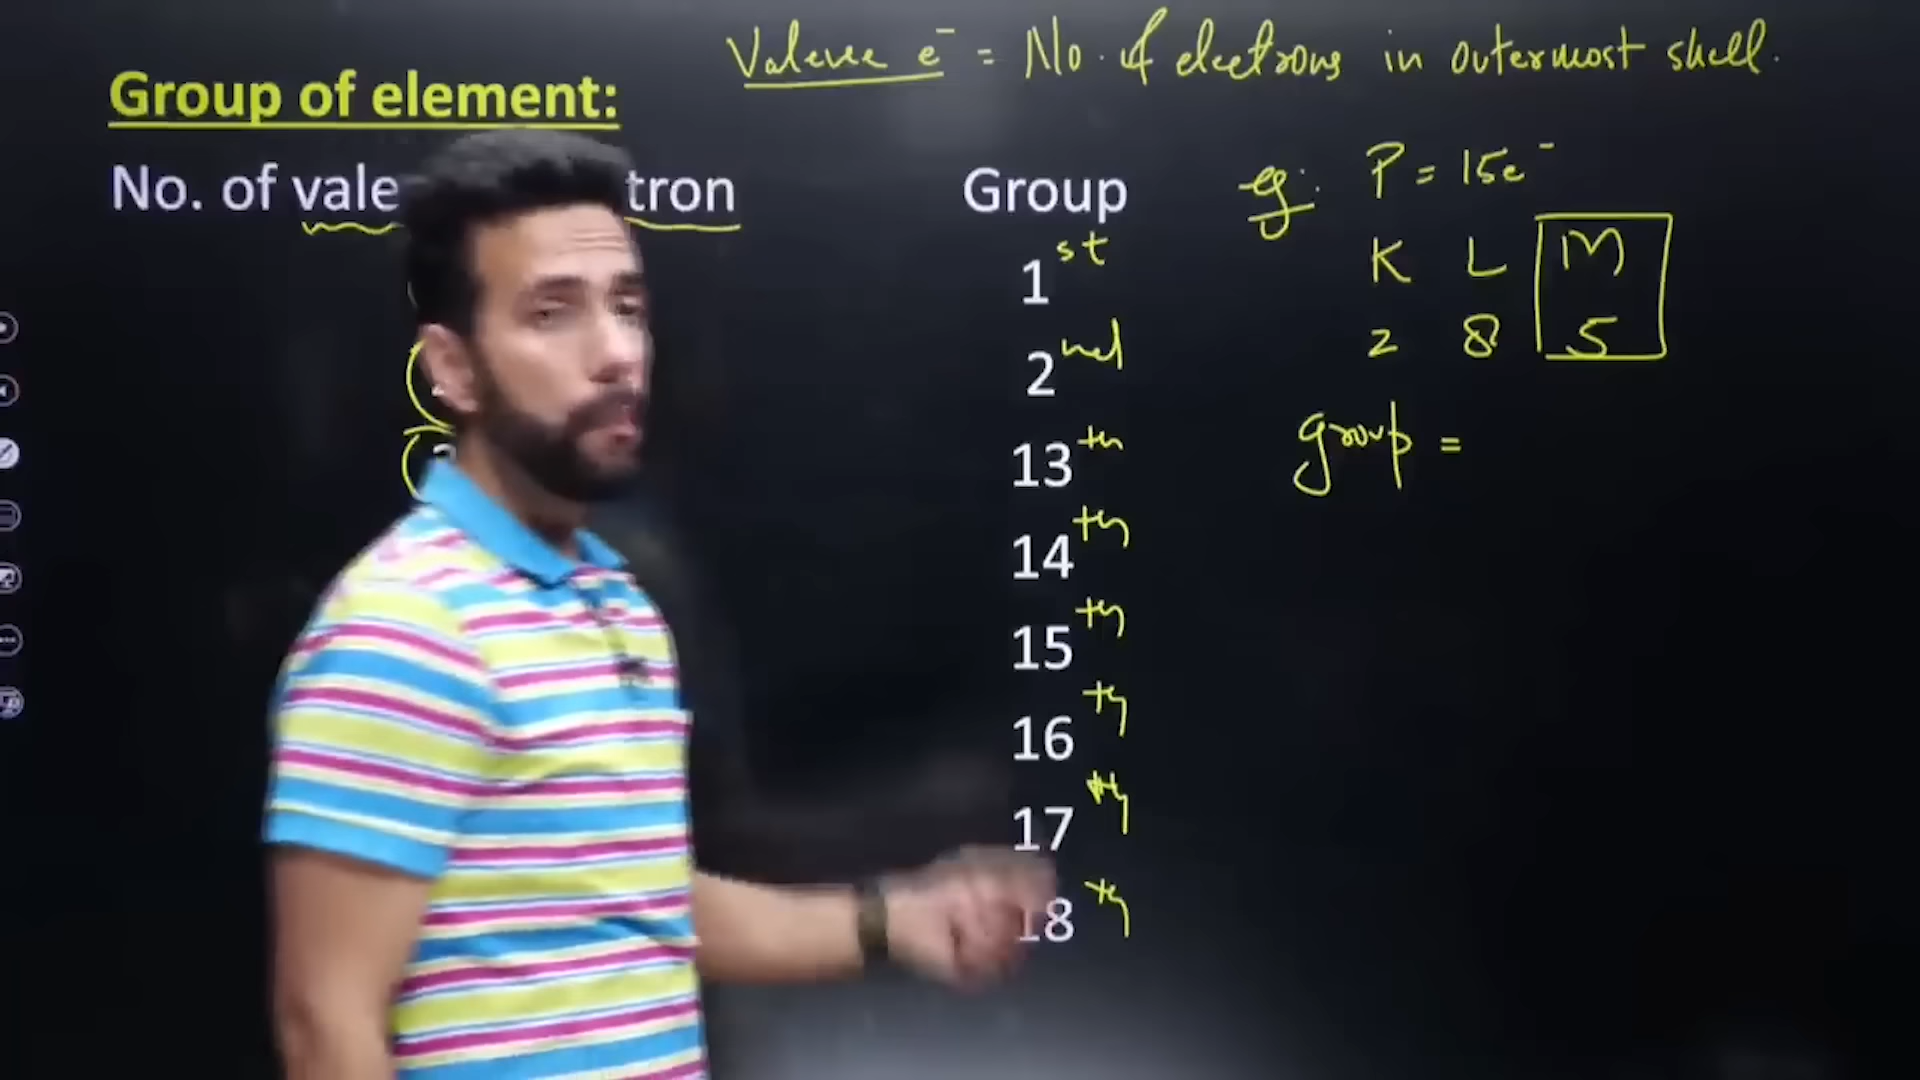 Valence e⁻ = No. of electrons in outermost shell.
Group of element:
No. of vale tron Group
eg: P = 15e⁻
1st
K L M
2 8 5
2nd
13th
group =
14th
15th
16th
17th
18th